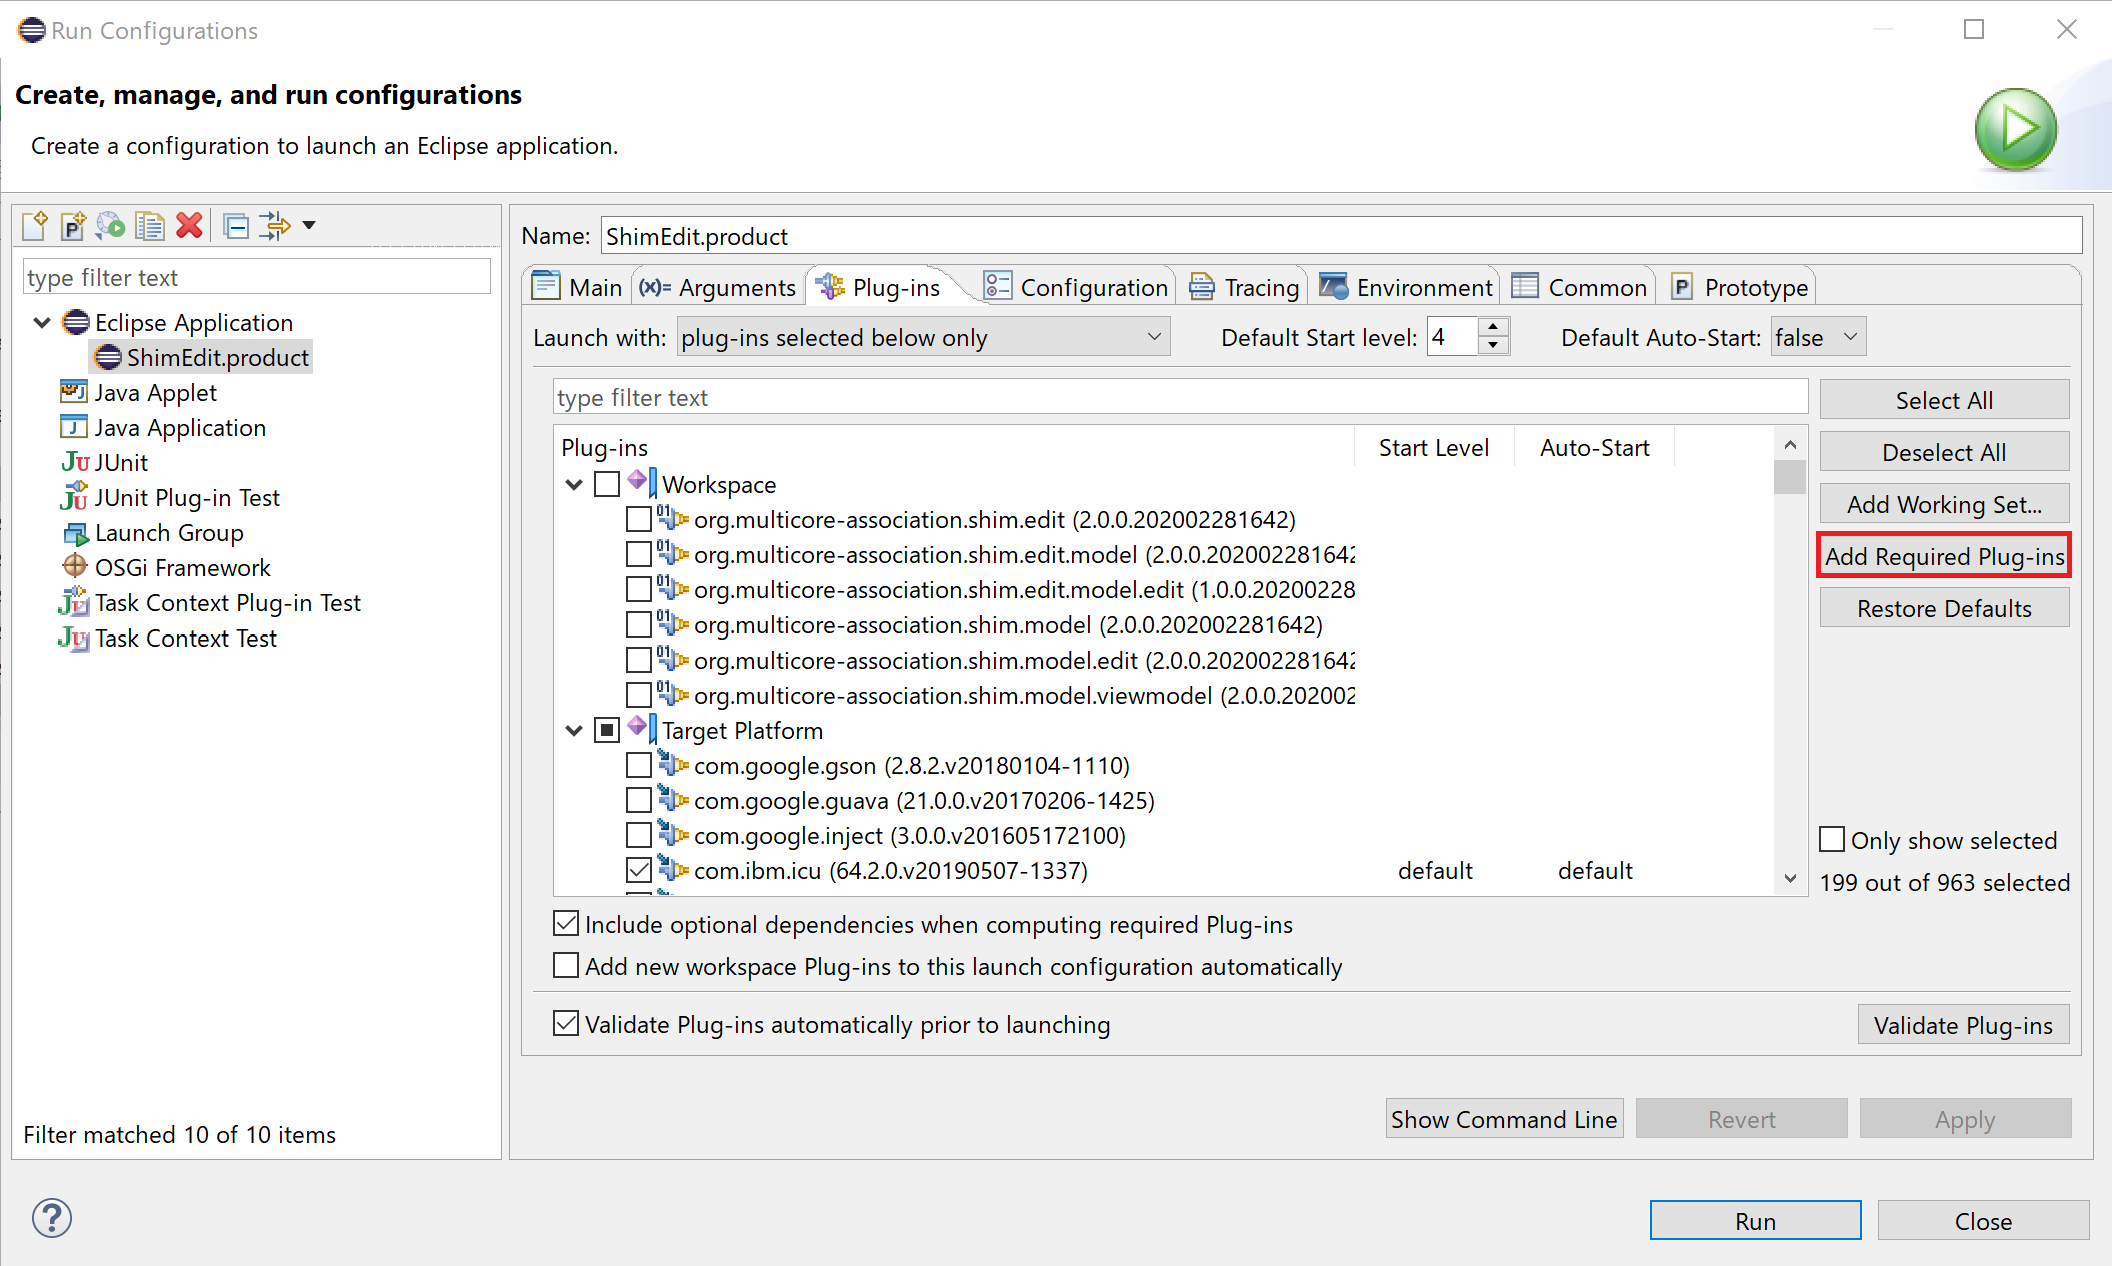 Run Configurations
Create, manage, and run configurations
Create a configuration to launch an Eclipse application.
type filter text
Eclipse Application
ShimEdit.product
Java Applet
Java Application
JUnit
JUnit Plug-in Test
Launch Group
OSGi Framework
Task Context Plug-in Test
Task Context Test
Filter matched 10 of 10 items
Name: ShimEdit.product
Main (x)= Arguments Plug-ins Configuration Tracing Environment Common Prototype
Launch with: plug-ins selected below only Default Start level: 4 Default Auto-Start: false
type filter text
Plug-ins Start Level Auto-Start
Workspace
org.multicore-association.shim.edit (2.0.0.202002281642)
org.multicore-association.shim.edit.model (2.0.0.202002281642
org.multicore-association.shim.edit.model.edit (1.0.0.20200228
org.multicore-association.shim.model (2.0.0.202002281642)
org.multicore-association.shim.model.edit (2.0.0.202002281642
org.multicore-association.shim.model.viewmodel (2.0.0.202002
Target Platform
com.google.gson (2.8.2.v20180104-1110)
com.google.guava (21.0.0.v20170206-1425)
com.google.inject (3.0.0.v201605172100)
com.ibm.icu (64.2.0.v20190507-1337) default default
Select All
Deselect All
Add Working Set...
Add Required Plug-ins
Restore Defaults
Only show selected
199 out of 963 selected
Include optional dependencies when computing required Plug-ins
Add new workspace Plug-ins to this launch configuration automatically
Validate Plug-ins automatically prior to launching
Validate Plug-ins
Show Command Line Revert Apply
Run Close